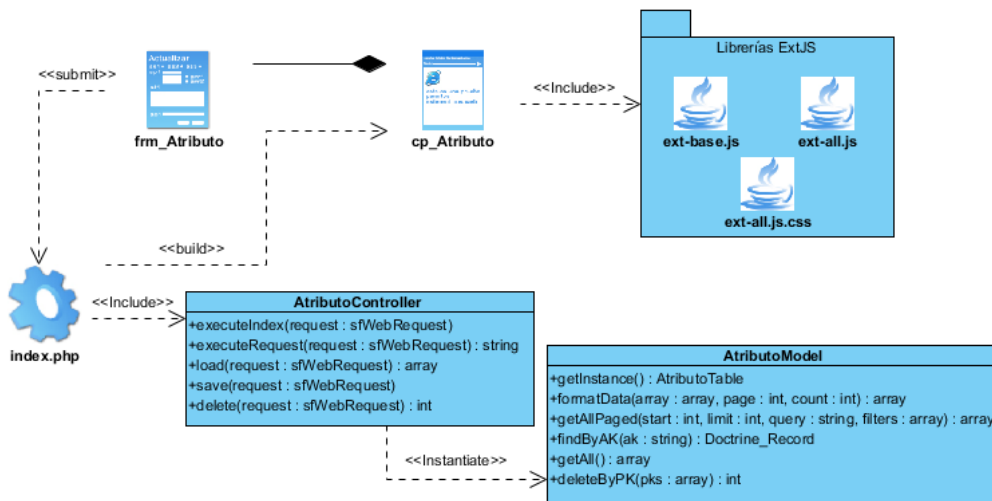 Librerías ExtJS
<<submit>>
Actualizar
<<Include>>
frm_Atributo
cp_Atributo
ext-base.js
ext-all.js
ext-all.js.css
<<build>>
index.php
<<Include>>
AtributoController
+executeIndex(request : sfWebRequest)
+executeRequest(request : sfWebRequest) : string
+load(request : sfWebRequest) : array
+save(request : sfWebRequest)
+delete(request : sfWebRequest) : int
<<Instantiate>>
AtributoModel
+getInstance() : AtributoTable
+formatData(array : array, page : int, count : int) : array
+getAllPaged(start : int, limit : int, query : string, filters : array) : array
+findByAK(ak : string) : Doctrine_Record
+getAll() : array
+deleteByPK(pks : array) : int